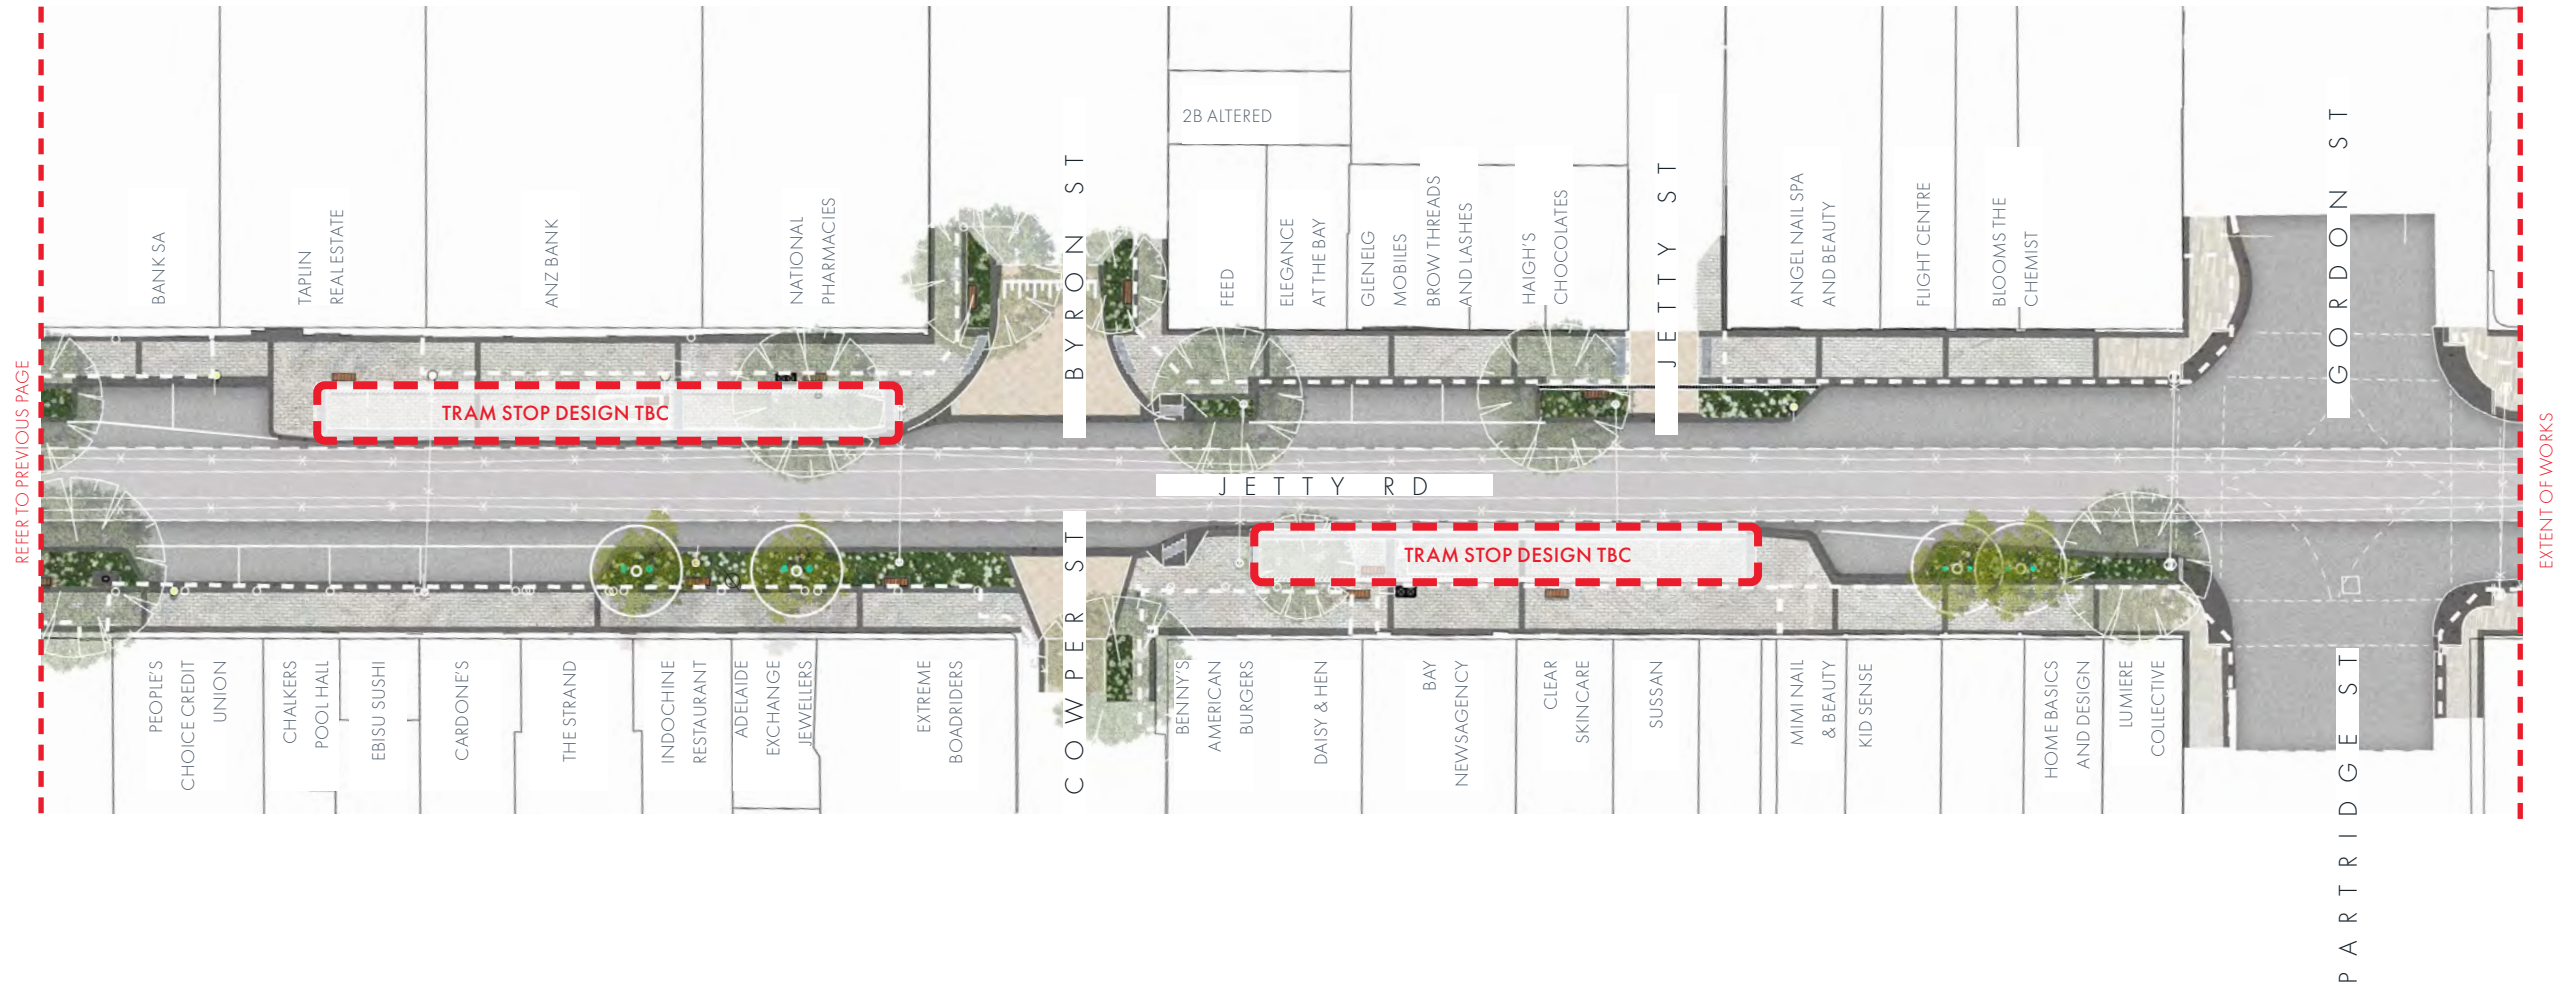 2B ALTERED
BANK SA
TAPLIN
REAL ESTATE
ANZ BANK
NATIONAL
PHARMACIES
BYRON ST
FEED
ELEGANCE
AT THE BAY
GLENELG
MOBILES
BROW THREADS
AND LASHES
HAIGH'S
CHOCOLATES
JETTY ST
ANGEL NAIL SPA
AND BEAUTY
FLIGHT CENTRE
BLOOMS THE
CHEMIST
GORDON ST
REFER TO PREVIOUS PAGE
TRAM STOP DESIGN TBC
JETTY RD
TRAM STOP DESIGN TBC
EXTENT OF WORKS
PEOPLE'S
CHOICE CREDIT
UNION
CHALKERS
POOL HALL
EBISU SUSHI
CARDONE'S
THE STRAND
INDOCHINE
RESTAURANT
ADELAIDE
EXCHANGE
JEWELLERS
EXTREME
BOARDRIDERS
COWPER ST
BENNY'S
AMERICAN
BURGERS
DAISY & HEN
BAY
NEWSAGENCY
CLEAR
SKINCARE
SUSSAN
MIMI NAIL
& BEAUTY
KID SENSE
HOME BASICS
AND DESIGN
LUMIERE
COLLECTIVE
PARTRIDGE ST